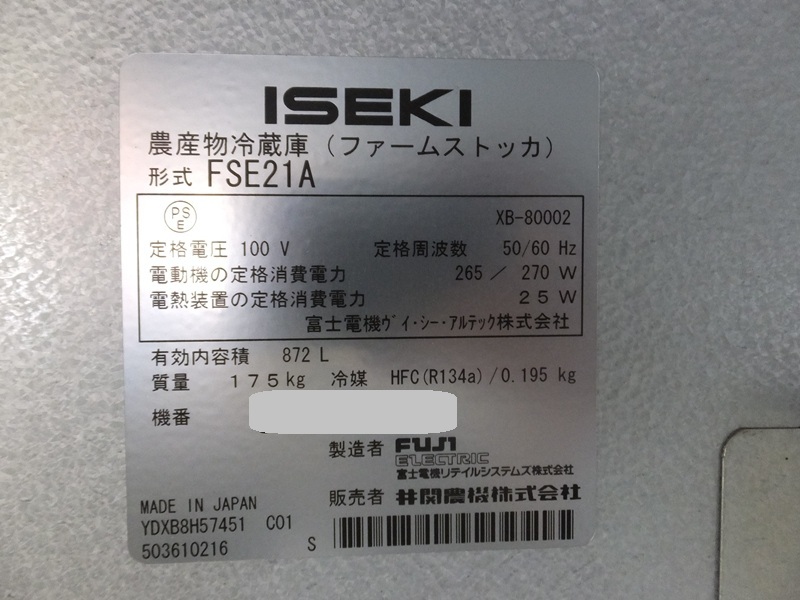 ISEKI
農産物冷蔵庫(ファームストッカ)
形式 FSE21A
PSE
XB-80002
定格電圧 100 V 定格周波数 50/60 Hz
電動機の定格消費電力 265 / 270 W
電熱装置の定格消費電力 25 W
富士電機ヴイ・シー・アルテック株式会社
有効内容積 872 L
質量 175kg 冷媒 HFC(R134a)/0.195 kg
機番
製造者 FUJI ELECTRIC
富士電機リテイルシステムズ株式会社
販売者 井関農機株式会社
MADE IN JAPAN
YDXB8H57451 C01
503610216 S